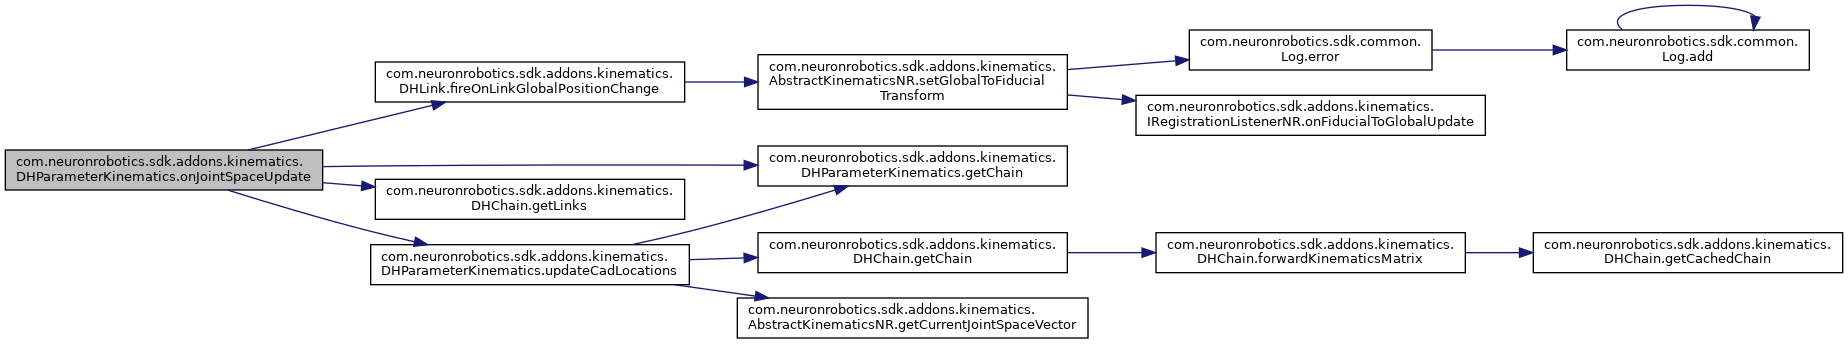 com.neuronrobotics.sdk.addons.kinematics.
DHParameterKinematics.onJointSpaceUpdate
com.neuronrobotics.sdk.addons.kinematics.
DHLink.fireOnLinkGlobalPositionChange
com.neuronrobotics.sdk.addons.kinematics.
DHChain.getLinks
com.neuronrobotics.sdk.addons.kinematics.
DHParameterKinematics.updateCadLocations
com.neuronrobotics.sdk.addons.kinematics.
AbstractKinematicsNR.setGlobalToFiducial
Transform
com.neuronrobotics.sdk.addons.kinematics.
DHParameterKinematics.getChain
com.neuronrobotics.sdk.addons.kinematics.
DHChain.getChain
com.neuronrobotics.sdk.addons.kinematics.
AbstractKinematicsNR.getCurrentJointSpaceVector
com.neuronrobotics.sdk.common.
Log.error
com.neuronrobotics.sdk.addons.kinematics.
IRegistrationListenerNR.onFiducialToGlobalUpdate
com.neuronrobotics.sdk.addons.kinematics.
DHChain.forwardKinematicsMatrix
com.neuronrobotics.sdk.common.
Log.add
com.neuronrobotics.sdk.addons.kinematics.
DHChain.getCachedChain